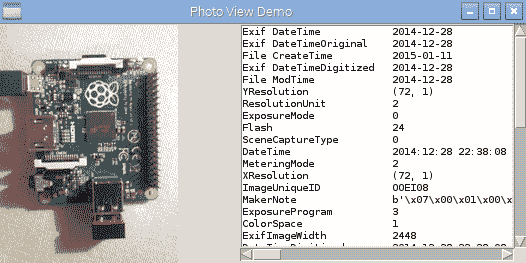 Photo View Demo
Exif DateTime 2014-12-28
Exif DateTimeOriginal 2014-12-28
File CreateTime 2015-01-11
Exif DateTimeDigitized 2014-12-28
File ModTime 2014-12-28
YResolution (72, 1)
ResolutionUnit 2
ExposureMode 0
Flash 24
SceneCaptureType 0
DateTime 2014:12:28 22:38:08
MeteringMode 2
XResolution (72, 1)
ImageUniqueID OOEI08
MakerNote b'\x07\x00\x01\x00\x
ExposureProgram 3
ColorSpace 1
ExifImageWidth 2448